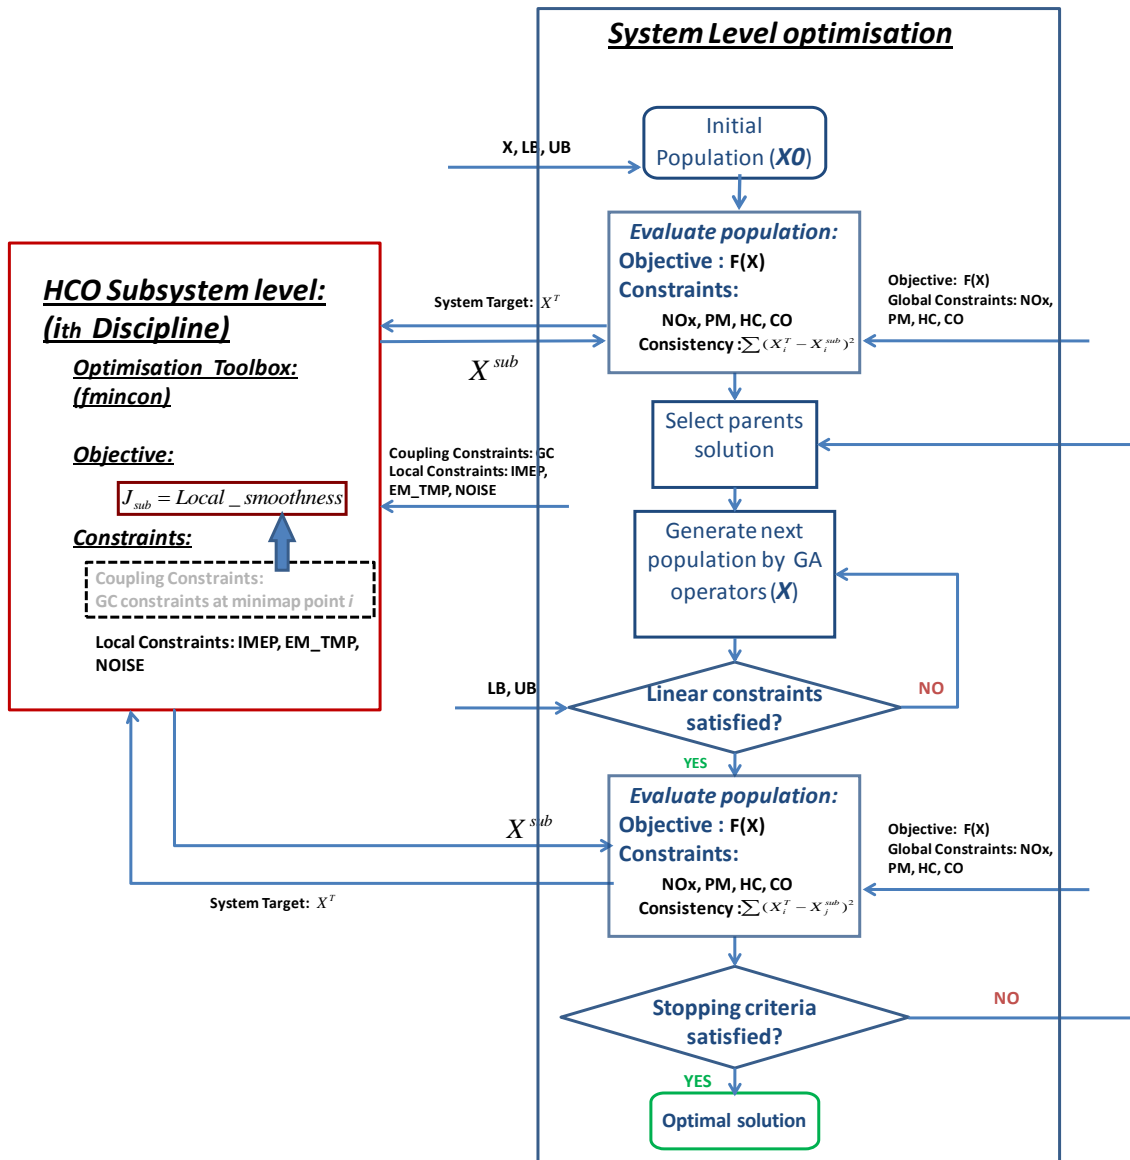 System Level optimisation
Initial
Population (X0)
X, LB, UB
Evaluate population:
Objective : F(X)
Constraints:
NOx, PM, HC, CO
Consistency :∑(X_i^T − X_i^sub)^2
Objective: F(X)
Global Constraints: NOx,
PM, HC, CO
System Target: X^T
X^sub
HCO Subsystem level:
(ith Discipline)
Optimisation Toolbox:
(fmincon)
Objective:
J_sub = Local _ smoothness
Constraints:
Coupling Constraints:
GC constraints at minimap point i
Local Constraints: IMEP, EM_TMP,
NOISE
Coupling Constraints: GC
Local Constraints: IMEP,
EM_TMP, NOISE
Select parents
solution
Generate next
population by GA
operators (X)
LB, UB
Linear constraints
satisfied?
NO
YES
Evaluate population:
Objective : F(X)
Constraints:
NOx, PM, HC, CO
Consistency :∑(X_i^T − X_j^sub)^2
Objective: F(X)
Global Constraints: NOx,
PM, HC, CO
X^sub
System Target: X^T
Stopping criteria
satisfied?
NO
YES
Optimal solution